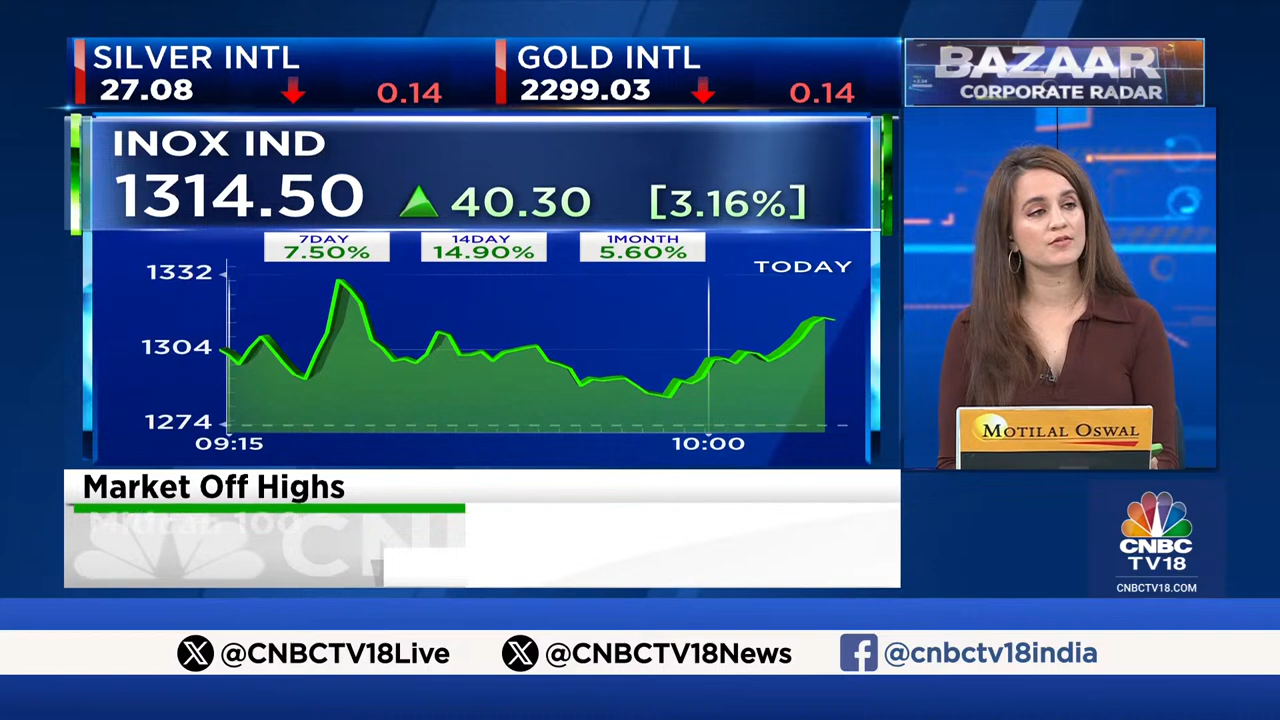 SILVER INTL
27.08 0.14
GOLD INTL
2299.03 0.14
BAZAAR
CORPORATE RADAR
INOX IND
1314.50 40.30 [3.16%]
7DAY
7.50%
14DAY
14.90%
1MONTH
5.60%
TODAY
1332
1304
1274
09:15 10:00
MOTILAL OSWAL
Market Off Highs
CNBC
TV18
CNBCTV18.COM
@CNBCTV18Live @CNBCTV18News @cnbctv18india